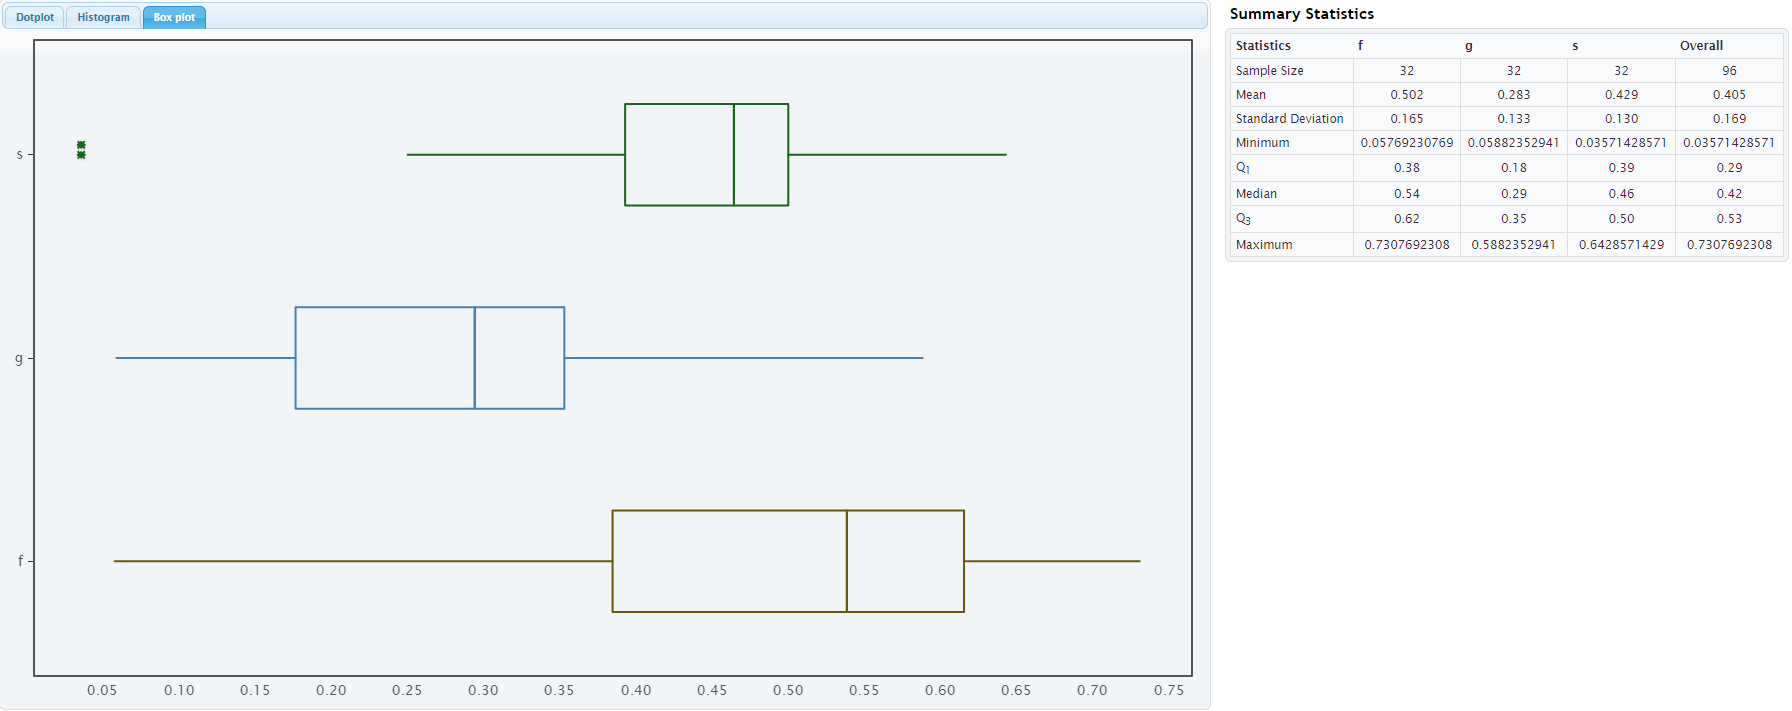 Dotplot Histogram Box plot
s
g
f
0.05 0.10 0.15 0.20 0.25 0.30 0.35 0.40 0.45 0.50 0.55 0.60 0.65 0.70 0.75
Summary Statistics
Statistics f g s Overall
Sample Size 32 32 32 96
Mean 0.502 0.283 0.429 0.405
Standard Deviation 0.165 0.133 0.130 0.169
Minimum 0.05769230769 0.05882352941 0.03571428571 0.03571428571
Q1 0.38 0.18 0.39 0.29
Median 0.54 0.29 0.46 0.42
Q3 0.62 0.35 0.50 0.53
Maximum 0.7307692308 0.5882352941 0.6428571429 0.7307692308